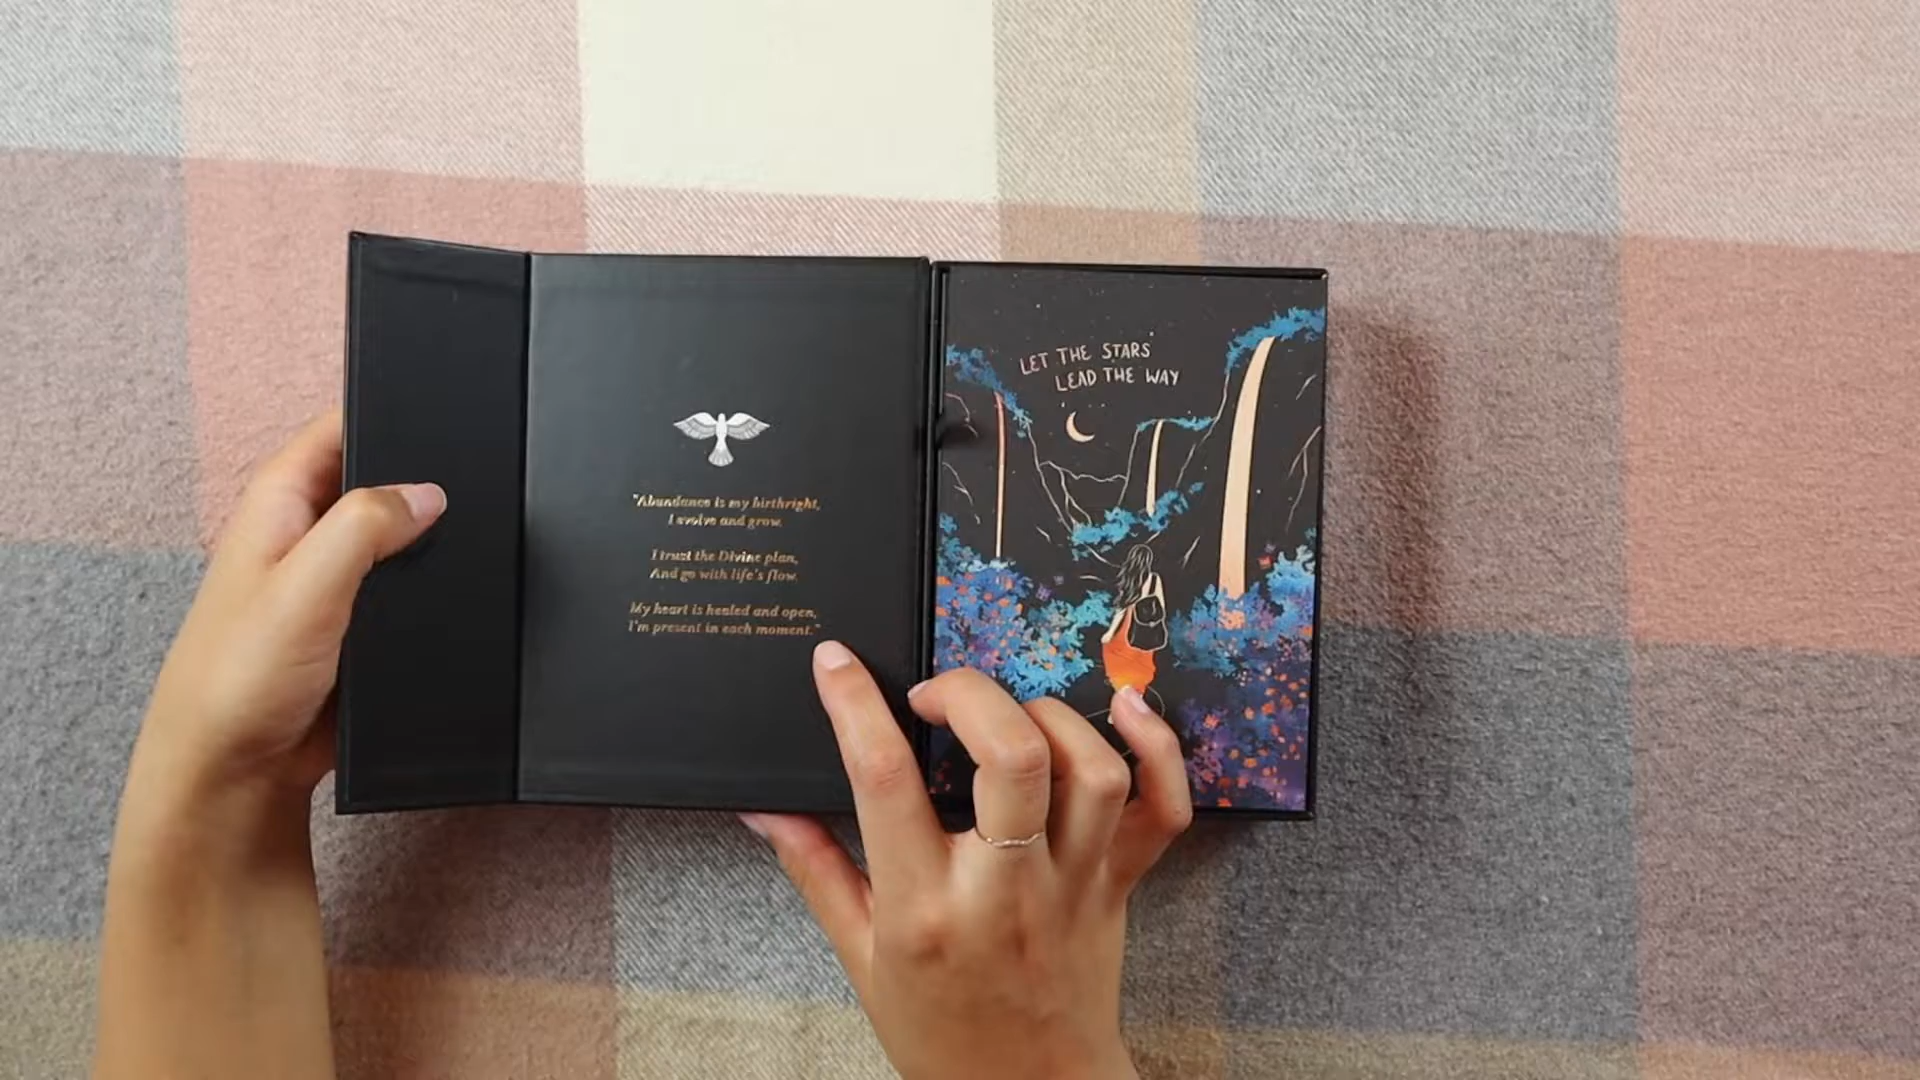 "Abundance is my birthright,
I evolve and grow.
I trust the Divine plan,
And go with life's flow.
My heart is healed and open,
I'm present in each moment."
LET THE STARS
LEAD THE WAY